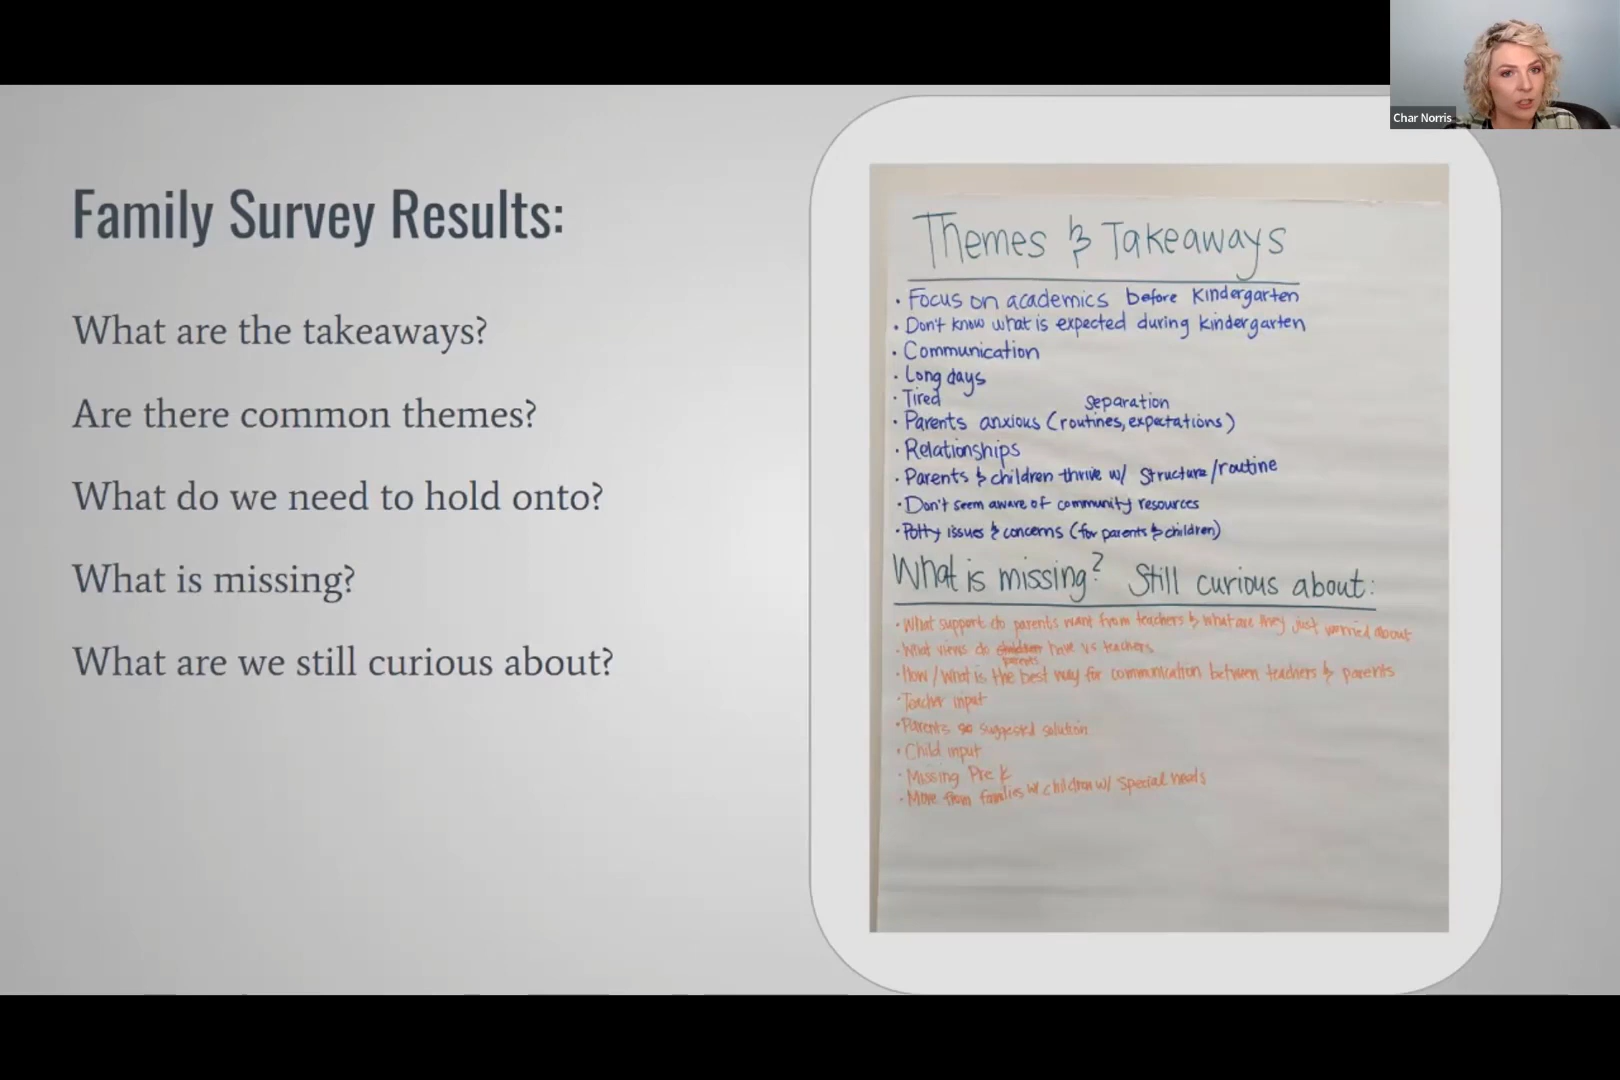 Char Norris
Family Survey Results:
What are the takeaways?
Are there common themes?
What do we need to hold onto?
What is missing?
What are we still curious about?
Themes & Takeaways
• Focus on academics before kindergarten
• Don't know what is expected during kindergarten
• Communication
• Long days
• Tired
separation
• Parents anxious (routines, expectations)
• Relationships
• Parents & children thrive w/ structure/routine
• Don't seem aware of community resources
• Potty issues & concerns (for parents & children)
What is missing? Still curious about:
• What support do parents want from teachers & what are they just worried about
• What views do children have vs teachers
parents
• How/What is the best way for communication between teachers & parents
• Teacher input
• Parents suggested solution
• Child input
• Missing Pre K
• More from families w/ children w/ special needs